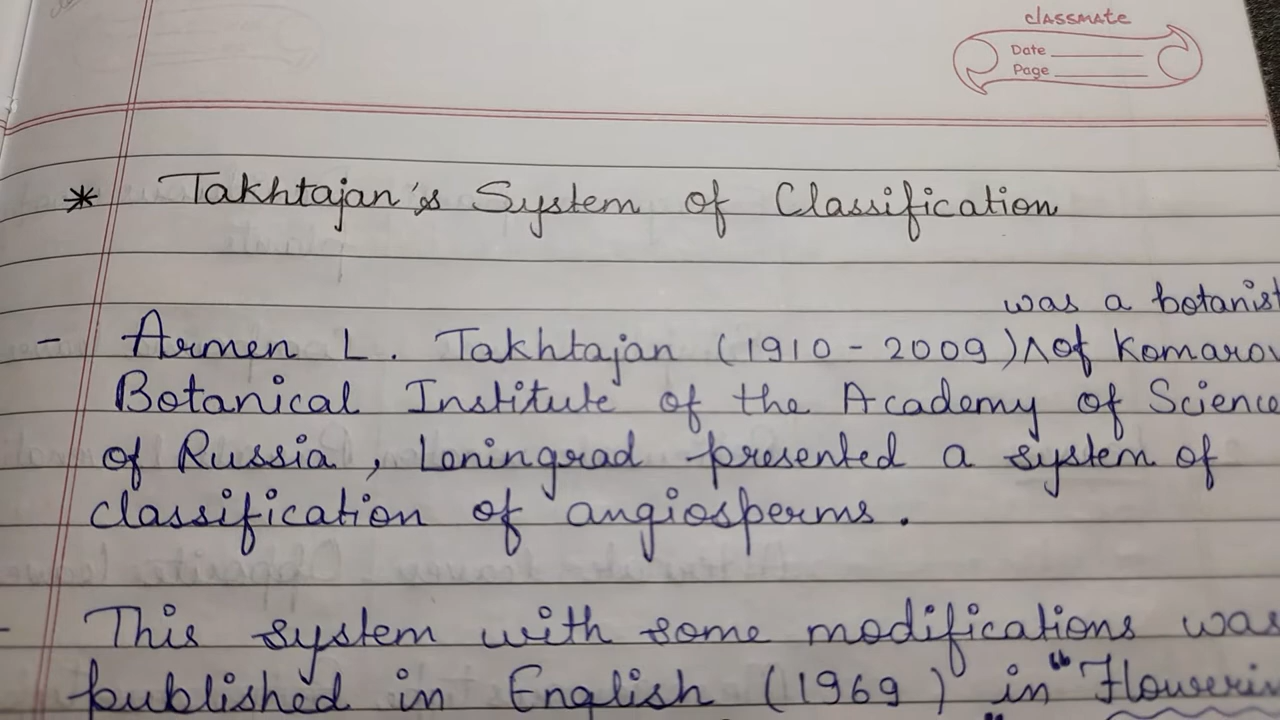 classmate
Date
Page
* Takhtajan's System of Classification
was a botanist
- Armen L. Takhtajan (1910 - 2009) ∧ of Komarov
Botanical Institute of the Academy of Science
of Russia, Leningrad presented a system of
classification of angiosperms.
- This system with some modifications was
published in English (1969) in "Flowerin